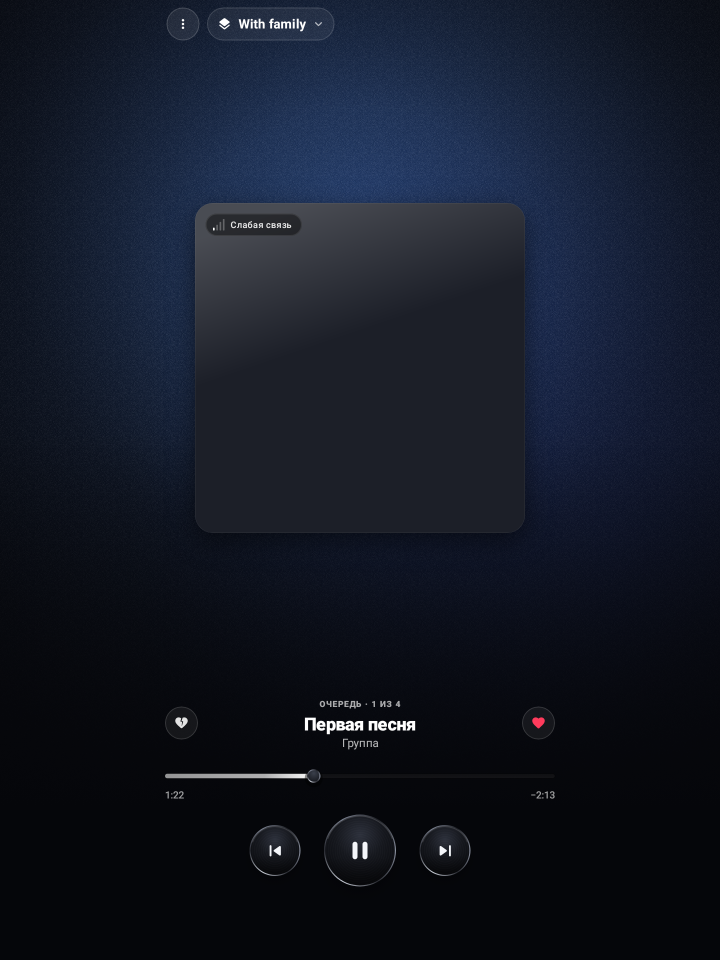 With family
Слабая связь
ОЧЕРЕДЬ · 1 ИЗ 4
Первая песня
Группа
1:22
−2:13